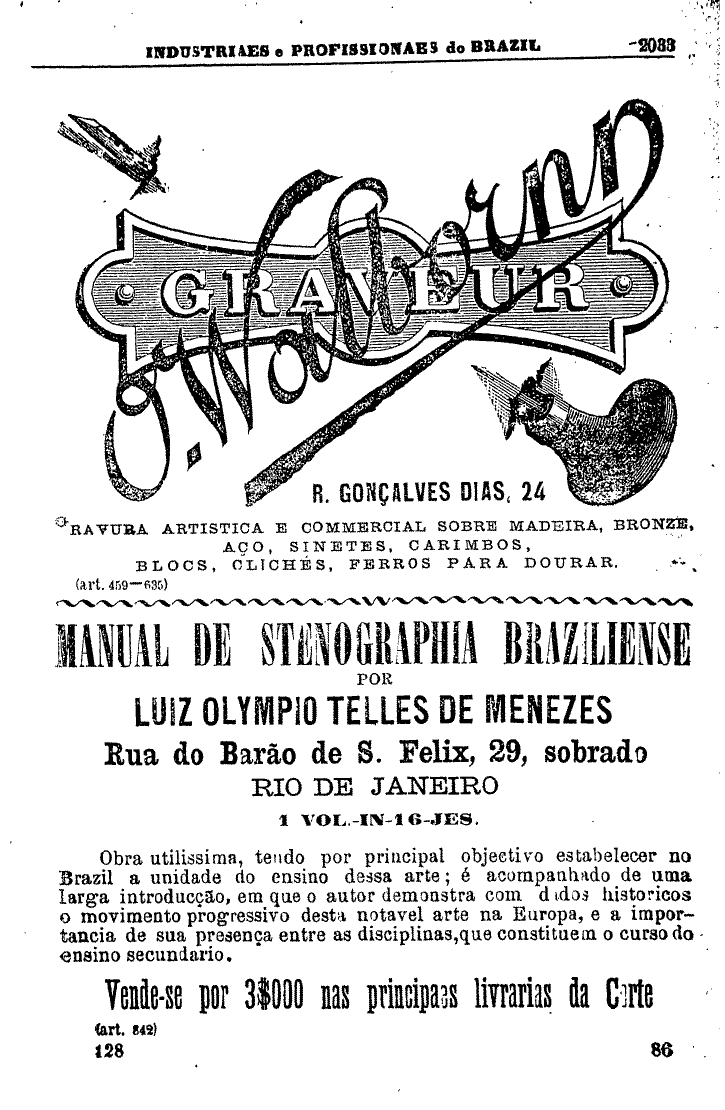 INDUSTRIAES e PROFISSIONAES do BRAZIL 2033
GRAVEUR
R. GONÇALVES DIAS, 24
GRAVURA ARTISTICA E COMMERCIAL SOBRE MADEIRA, BRONZE,
AÇO, SINETES, CARIMBOS,
BLOCS, CLICHÉS, FERROS PARA DOURAR.
(art. 459—635)
MANUAL DE STENOGRAPHIA BRAZILIENSE
POR
LUIZ OLYMPIO TELLES DE MENEZES
Rua do Barão de S. Felix, 29, sobrado
RIO DE JANEIRO
1 VOL.-IN-16-JES.
Obra utilissima, tendo por principal objectivo estabelecer no
Brazil a unidade do ensino dessa arte; é acompanhado de uma
larga introducção, em que o autor demonstra com dados historicos
o movimento progressivo desta notavel arte na Europa, e a impor-
tancia de sua presença entre as disciplinas, que constituem o curso do
ensino secundario.
Vende-se por 3$000 nas principaes livrarias da Corte
(art. 842)
128 86